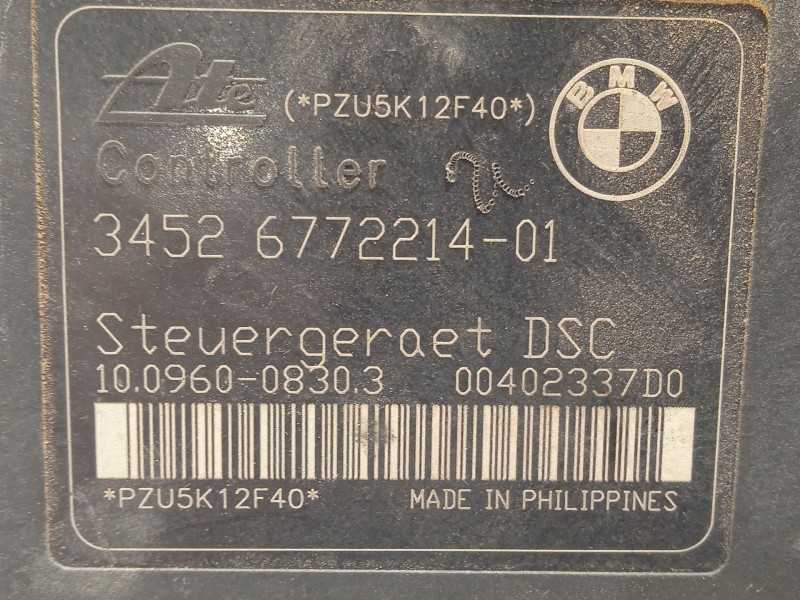 Ate (*PZU5K12F40*) BMW
Controller
3452 6772214-01
Steuergeraet DSC
10.0960-0830.3 00402337D0
*PZU5K12F40* MADE IN PHILIPPINES